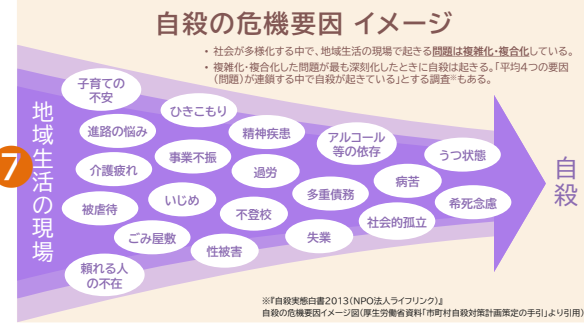 自殺の危機要因 イメージ
・社会が多様化する中で、地域生活の現場で起きる問題は複雑化・複合化している。
・複雑化・複合化した問題が最も深刻化したときに自殺は起きる。「平均4つの要因
（問題）が連鎖する中で自殺が起きている」とする調査※もある。
7
地域生活の現場
子育ての
不安
ひきこもり
進路の悩み
精神疾患
アルコール
等の依存
うつ状態
事業不振
介護疲れ
過労
病苦
多重債務
いじめ
被虐待
不登校
希死念慮
社会的孤立
ごみ屋敷
失業
性被害
頼れる人
の不在
自殺
※『自殺実態白書2013（NPO法人ライフリンク）』
自殺の危機要因イメージ図（厚生労働省資料「市町村自殺対策計画策定の手引」より引用）